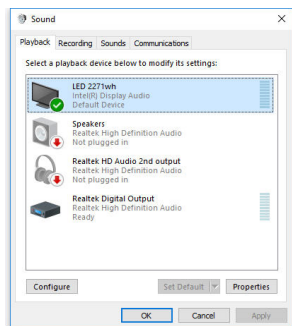 Sound
Playback Recording Sounds Communications
Select a playback device below to modify its settings:
LED 2271wh
Intel(R) Display Audio
Default Device
Speakers
Realtek High Definition Audio
Not plugged in
Realtek HD Audio 2nd output
Realtek High Definition Audio
Not plugged in
Realtek Digital Output
Realtek High Definition Audio
Ready
Configure Set Default Properties
OK Cancel Apply